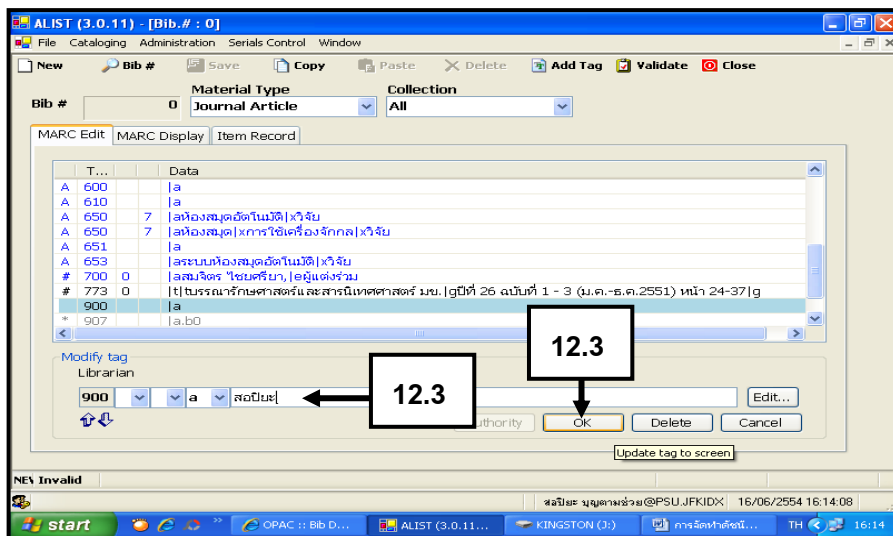 ALIST (3.0.11) - [Bib.# : 0]
File Cataloging Administration Serials Control Window
New Bib # Save Copy Paste Delete Add Tag Validate Close
Material Type Collection
Bib # 0 Journal Article All
MARC Edit MARC Display Item Record
T... Data
A 600 |a
A 610 |a
A 650 7 |aห้องสมุดอัตโนมัติ|xวิจัย
A 650 7 |aห้องสมุด|xการใช้เครื่องจักรกล|xวิจัย
A 651 |a
A 653 |aระบบห้องสมุดอัตโนมัติ|xวิจัย
# 700 0 |aสมจิตร ไชยศรียา,|eผู้แต่งร่วม
# 773 0 |t|tบรรณารักษศาสตร์และสารนิเทศศาสตร์ มข.|gปีที่ 26 ฉบับที่ 1 - 3 (ม.ค.-ธ.ค.2551) หน้า 24-37|g
900 |a
* 907 |a.b0
12.3
Modify tag
Librarian
12.3
900 a สอปิยะ Edit...
uthority OK Delete Cancel
Update tag to screen
NEW Invalid
สอปิยะ บุญตามช่วย@PSU.JFKIDX 16/06/2554 16:14:08
start OPAC :: Bib D... ALIST (3.0.11... KINGSTON (J:) การจัดทำดัชนี... TH 16:14